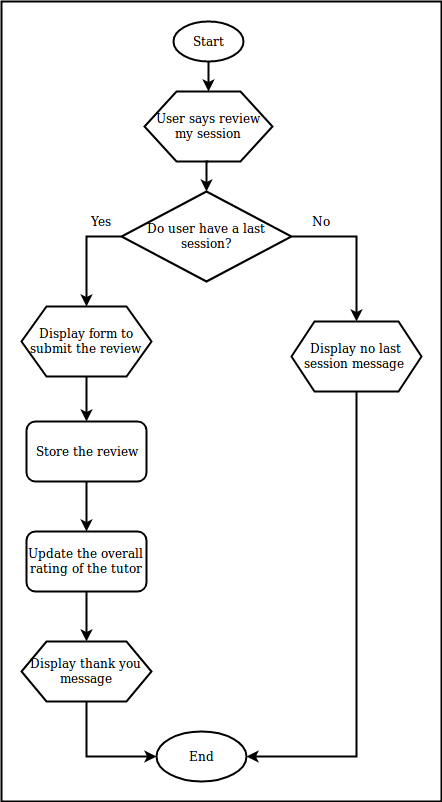 Start
User says review
my session
Do user have a last
session?
Yes
No
Display form to
submit the review
Display no last
session message
Store the review
Update the overall
rating of the tutor
Display thank you
message
End